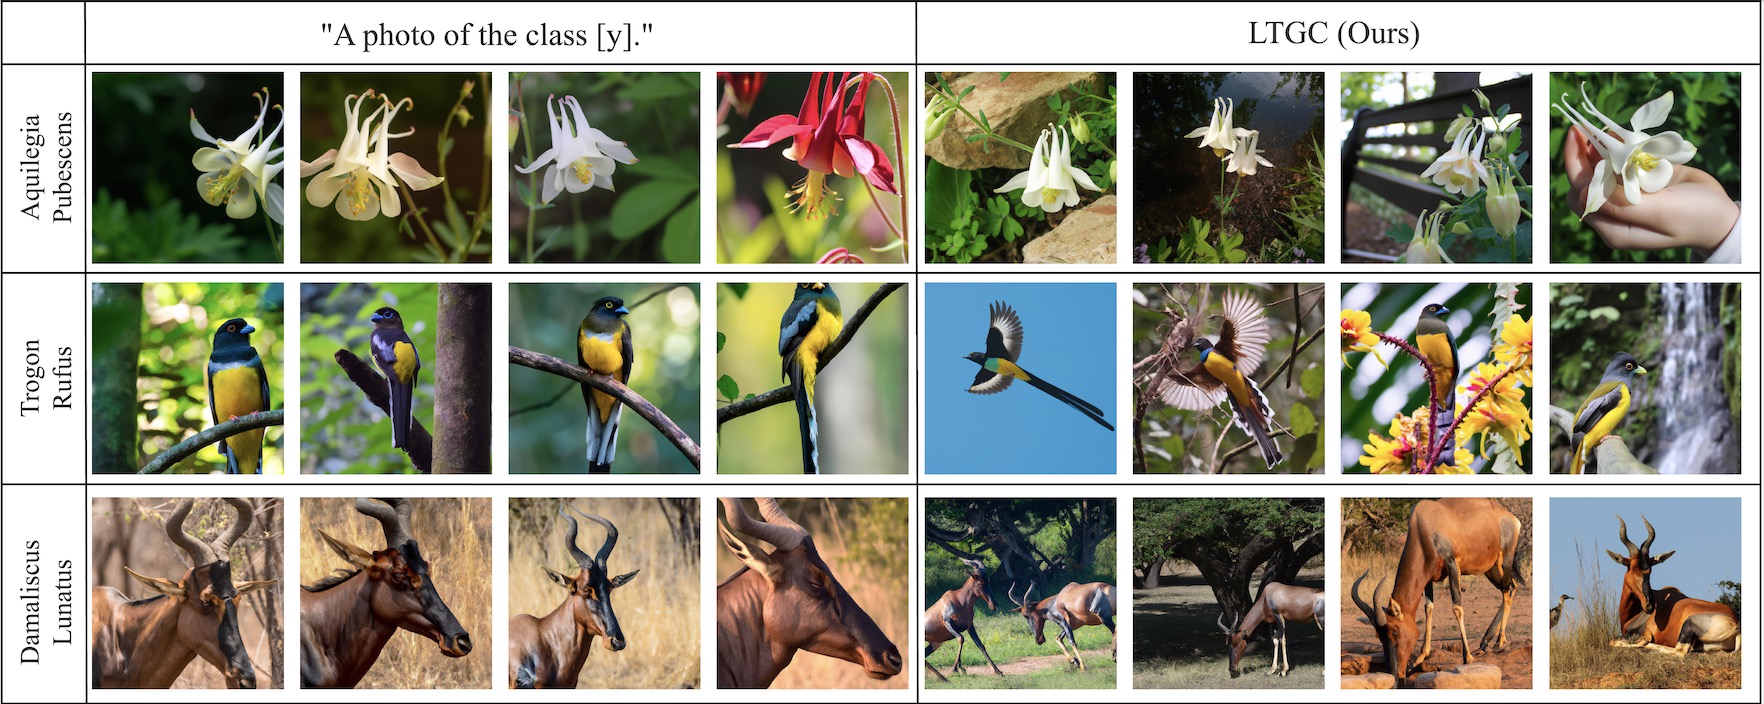 "A photo of the class [y]."
LTGC (Ours)
Aquilegia
Pubescens
Trogon
Rufus
Damaliscus
Lunatus